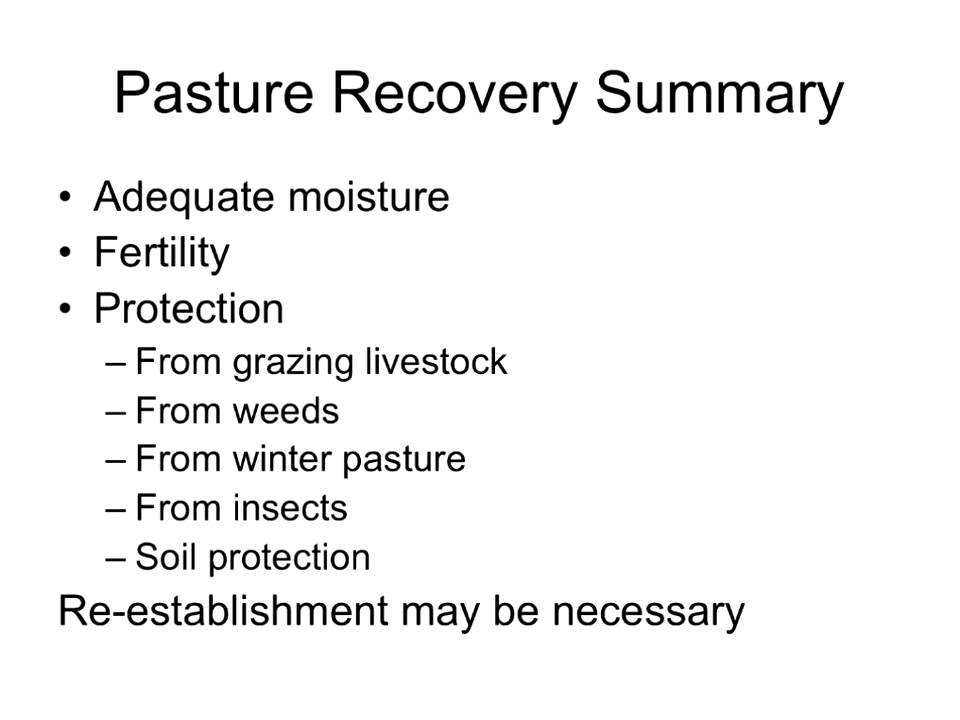 Pasture Recovery Summary
• Adequate moisture
• Fertility
• Protection
– From grazing livestock
– From weeds
– From winter pasture
– From insects
– Soil protection
Re-establishment may be necessary